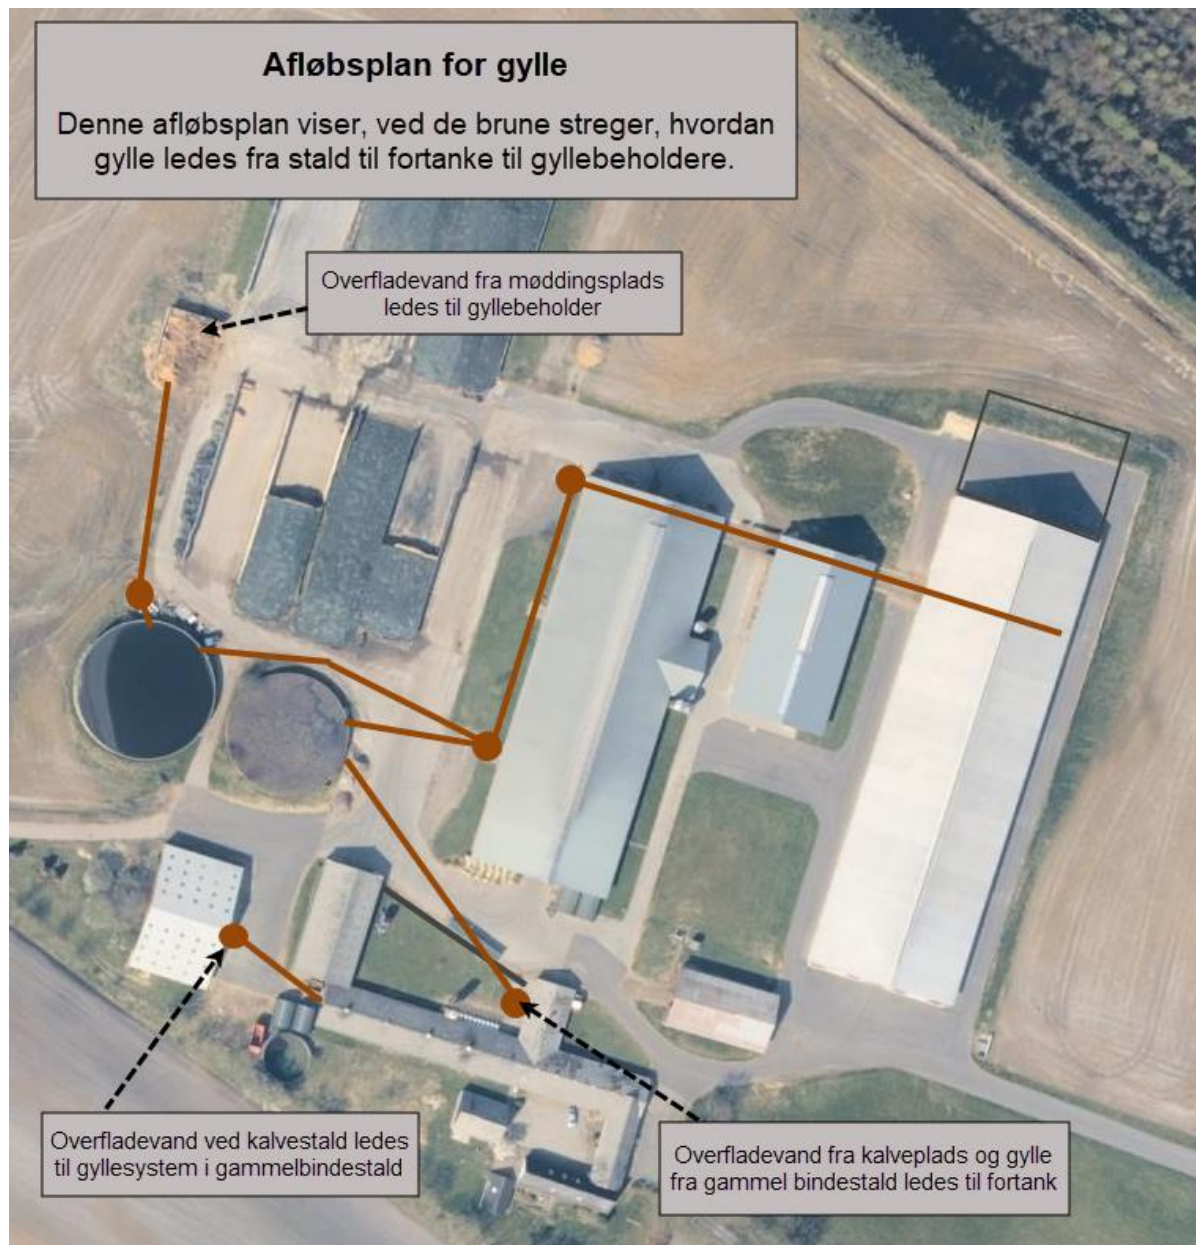 Afløbsplan for gylle
Denne afløbsplan viser, ved de brune streger, hvordan
gylle ledes fra stald til fortanke til gyllebeholdere.
Overfladevand fra møddingsplads
ledes til gyllebeholder
Overfladevand ved kalvestald ledes
til gyllesystem i gammelbindestald
Overfladevand fra kalveplads og gylle
fra gammel bindestald ledes til fortank